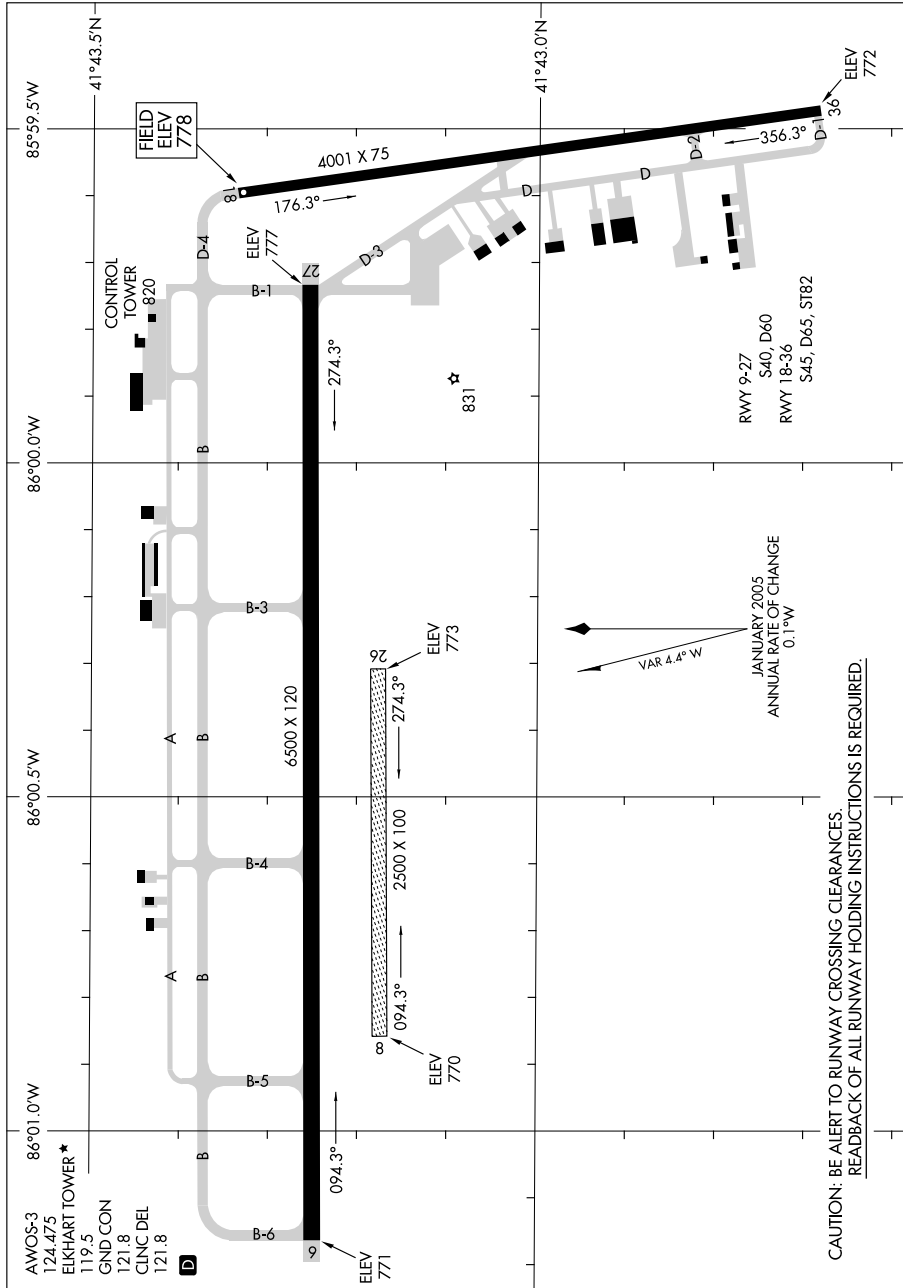 AWOS-3
124.475
ELKHART TOWER ★
119.5
GND CON
121.8
CLNC DEL
121.8
D
86°01.0'W
86°00.5'W
86°00.0'W
85°59.5'W
41°43.5'N
41°43.0'N
CONTROL
TOWER
820
FIELD
ELEV
778
A
A
B
B
B
B
D-4
B-6
B-5
B-4
B-3
B-1
ELEV
777
18
176.3°
4001 X 75
D-3
D
D
D-2
D-1
356.3°
36
ELEV
772
9
27
ELEV
771
094.3°
6500 X 120
274.3°
831
8
26
ELEV
770
094.3°
2500 X 100
274.3°
ELEV
773
RWY 9-27
S40, D60
RWY 18-36
S45, D65, ST82
VAR 4.4° W
JANUARY 2005
ANNUAL RATE OF CHANGE
0.1°W
CAUTION: BE ALERT TO RUNWAY CROSSING CLEARANCES.
READBACK OF ALL RUNWAY HOLDING INSTRUCTIONS IS REQUIRED.